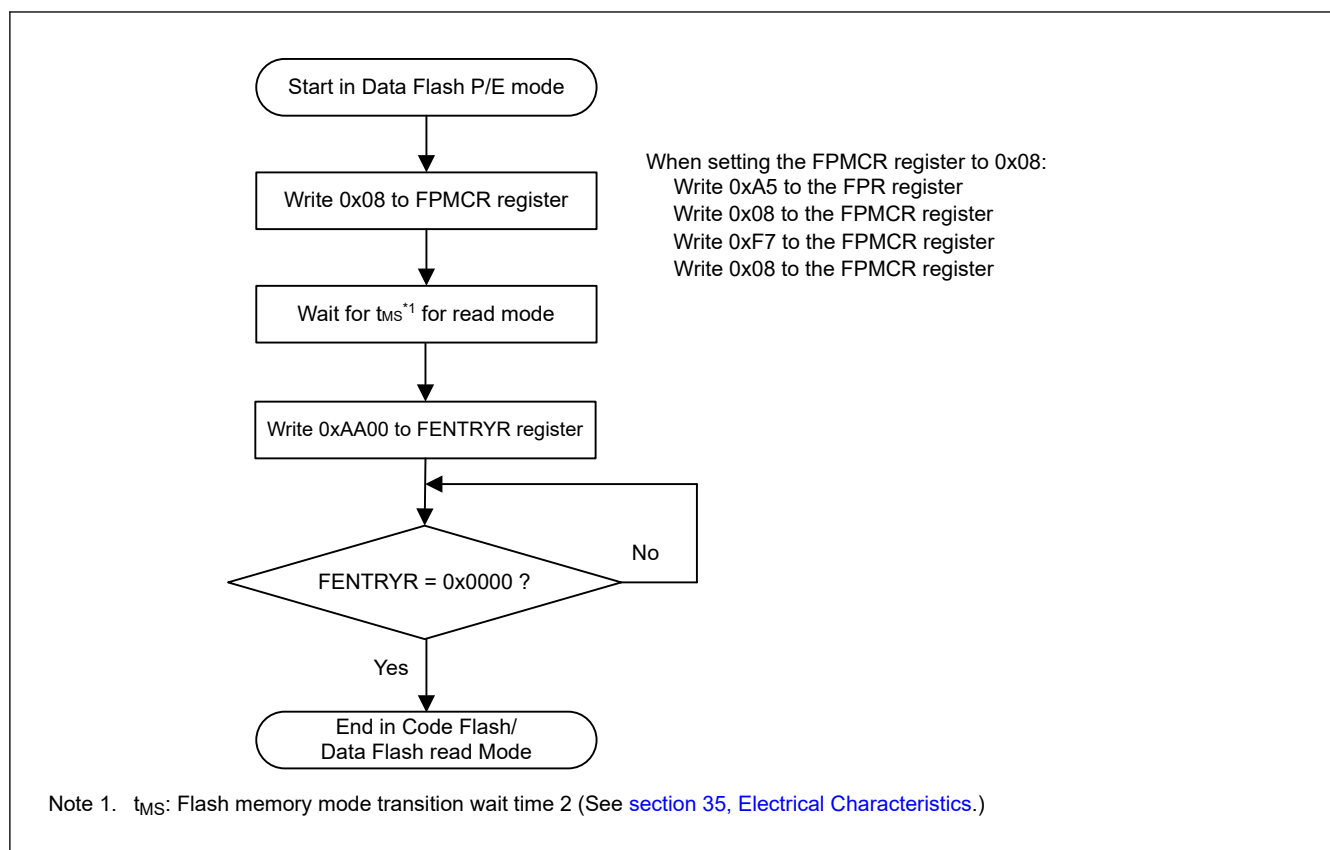 Start in Data Flash P/E mode
Write 0x08 to FPMCR register
When setting the FPMCR register to 0x08:
Write 0xA5 to the FPR register
Write 0x08 to the FPMCR register
Write 0xF7 to the FPMCR register
Write 0x08 to the FPMCR register
Wait for tMS*1 for read mode
Write 0xAA00 to FENTRYR register
FENTRYR = 0x0000 ?
No
Yes
End in Code Flash/
Data Flash read Mode
Note 1. tMS: Flash memory mode transition wait time 2 (See section 35, Electrical Characteristics.)